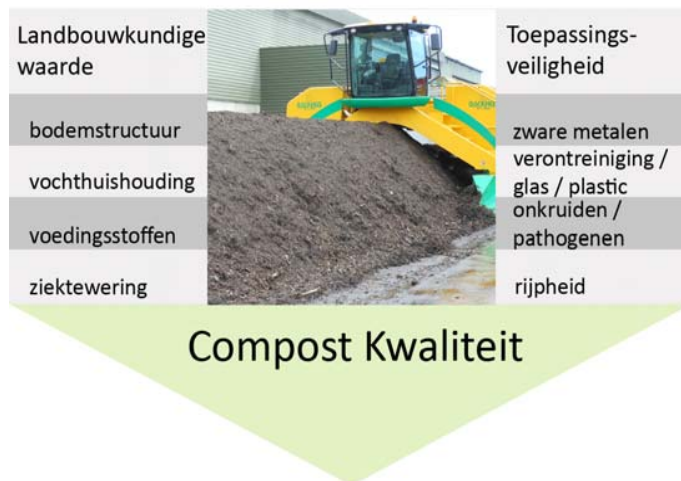 Landbouwkundige
waarde
bodemstructuur
vochthuishouding
voedingsstoffen
ziektewering
Toepassings-
veiligheid
zware metalen
verontreiniging /
glas / plastic
onkruiden /
pathogenen
rijpheid
Compost Kwaliteit